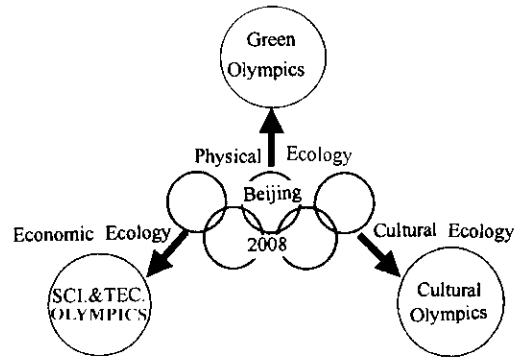 Green
Olympics
Physical Ecology
Beijing
2008
Economic Ecology
Cultural Ecology
SCI.&TEC.
OLYMPICS
Cultural
Olympics